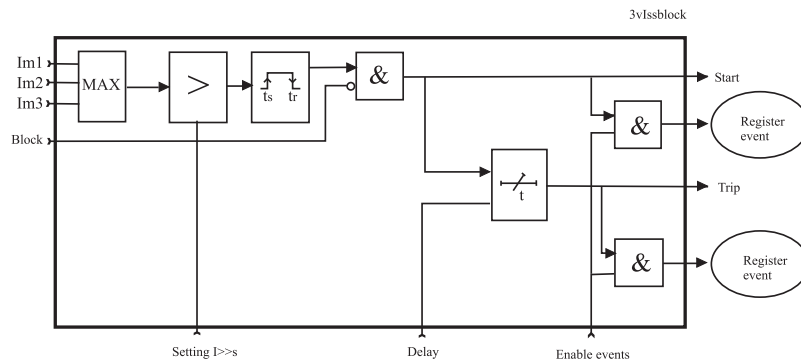 3vIssblock
Im1
Im2
Im3
MAX
>
ts tr
&
Start
Block
&
Register
event
t
Trip
&
Register
event
Setting I>>s
Delay
Enable events